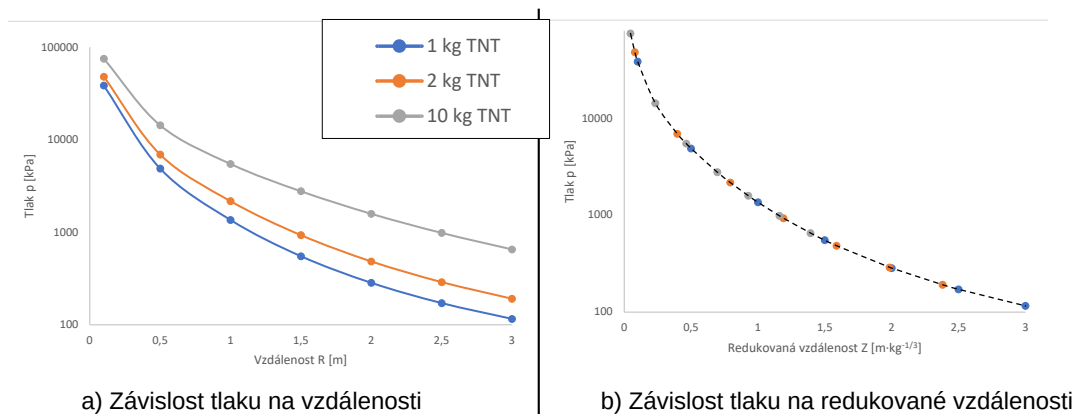 1 kg TNT
2 kg TNT
10 kg TNT
Tlak p [kPa]
100000
10000
1000
100
0
0,5
1
1,5
2
2,5
3
Vzdálenost R [m]
a) Závislost tlaku na vzdálenosti
Tlak p [kPa]
10000
1000
100
0
0,5
1
1,5
2
2,5
3
Redukovaná vzdálenost Z [m·kg⁻¹ᐟ³]
b) Závislost tlaku na redukované vzdálenosti